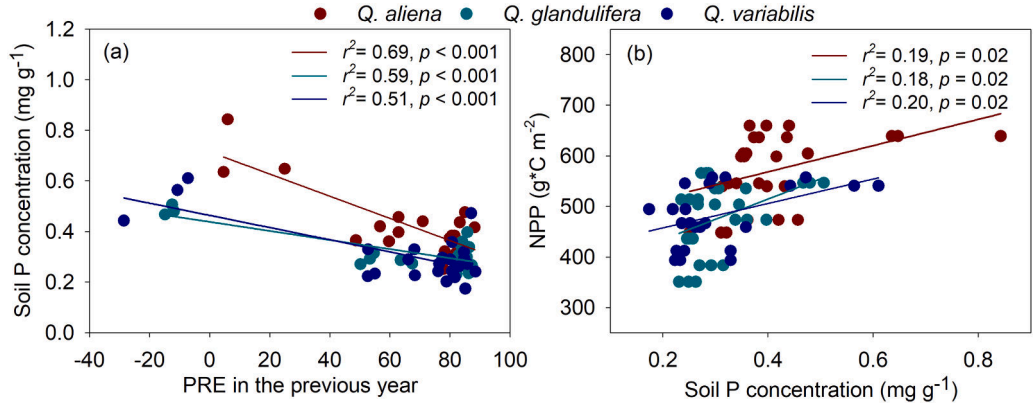 Q. aliena Q. glandulifera Q. variabilis
(a)
r²= 0.69, p < 0.001
r²= 0.59, p < 0.001
r²= 0.51, p < 0.001
Soil P concentration (mg g⁻¹)
1.2
1.0
0.8
0.6
0.4
0.2
0.0
-40 -20 0 20 40 60 80 100
PRE in the previous year
(b)
r²= 0.19, p = 0.02
r²= 0.18, p = 0.02
r²= 0.20, p = 0.02
NPP (g*C m⁻²)
800
700
600
500
400
300
0.2 0.4 0.6 0.8
Soil P concentration (mg g⁻¹)